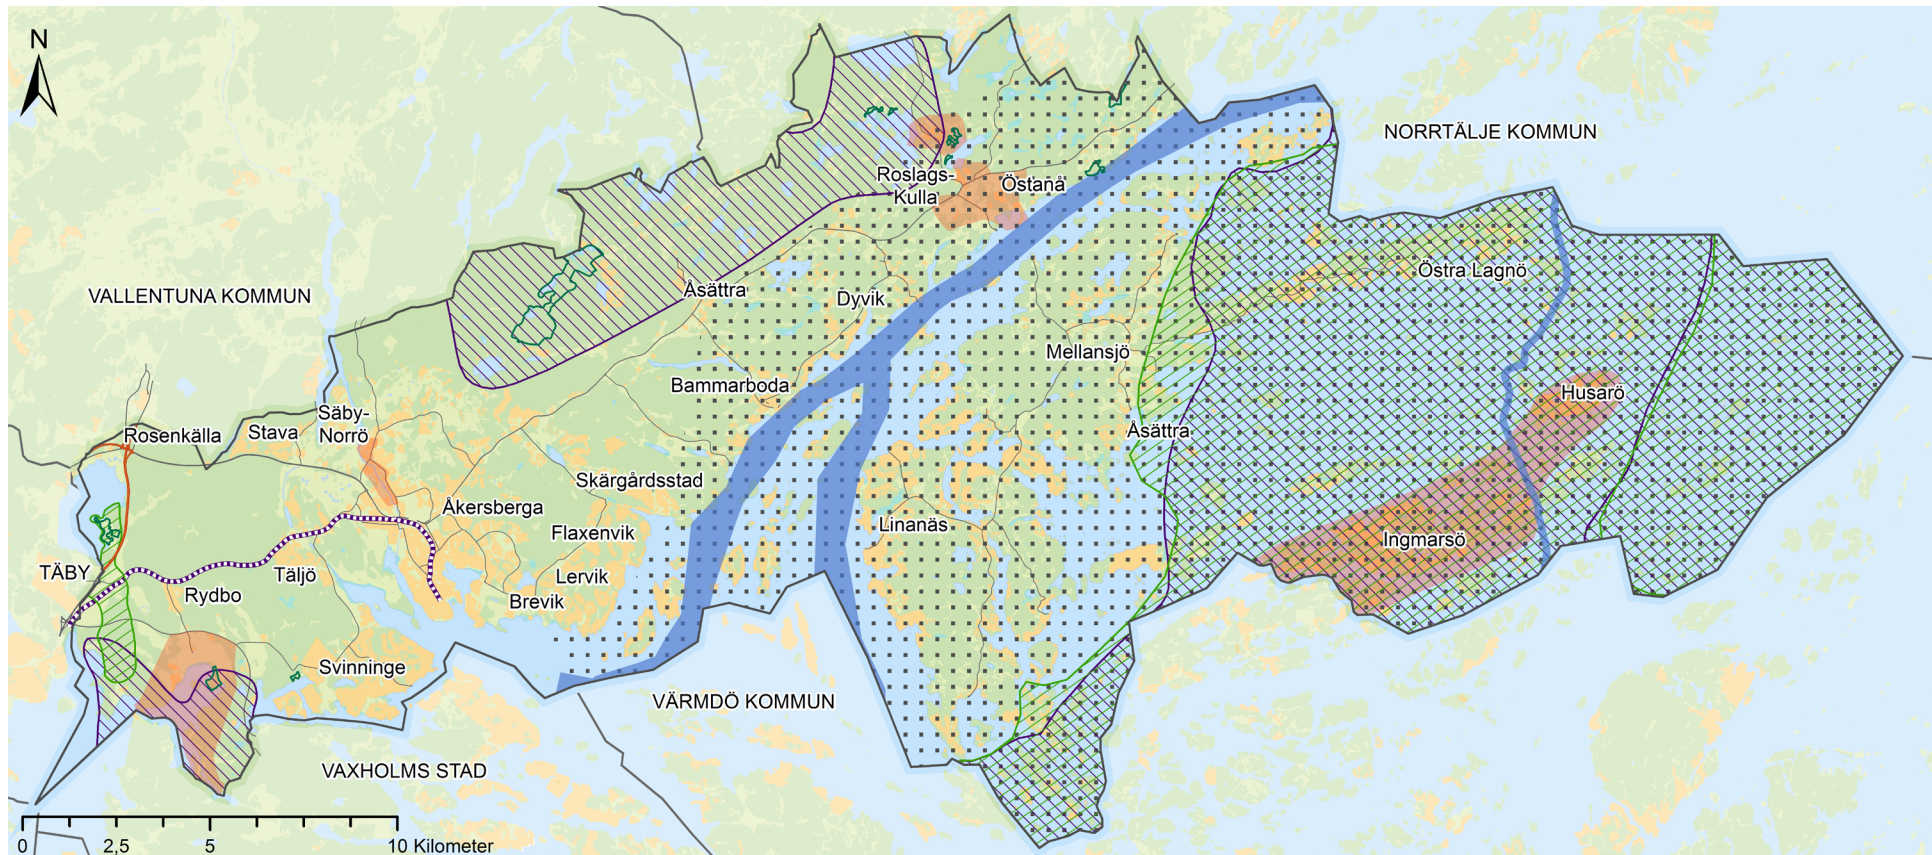 N
NORRTÄLJE KOMMUN
Roslags-
Kulla
Östanå
Östra Lagnö
Åsättra
VALLENTUNA KOMMUN
Dyvik
Mellansjö
Bammarboda
Husarö
Säby-
Norrö
Stava
Rosenkälla
Åsättra
Skärgårdsstad
Åkersberga
Linanäs
Flaxenvik
Ingmarsö
TÄBY
Täljö
Lervik
Rydbo
Brevik
Svinninge
VÄRMDÖ KOMMUN
VAXHOLMS STAD
0 2,5 5 10 Kilometer